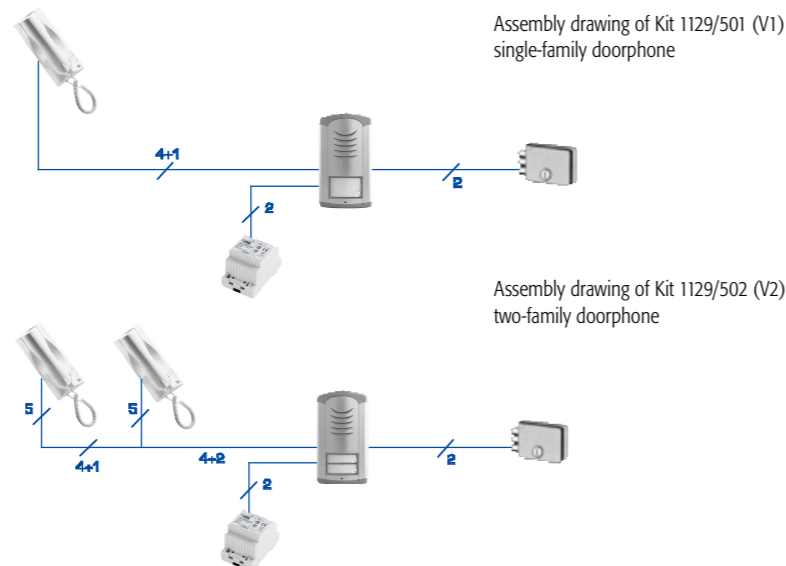 Assembly drawing of Kit 1129/501 (V1)
single-family doorphone
4+1
2
2
Assembly drawing of Kit 1129/502 (V2)
two-family doorphone
5
5
4+1
4+2
2
2